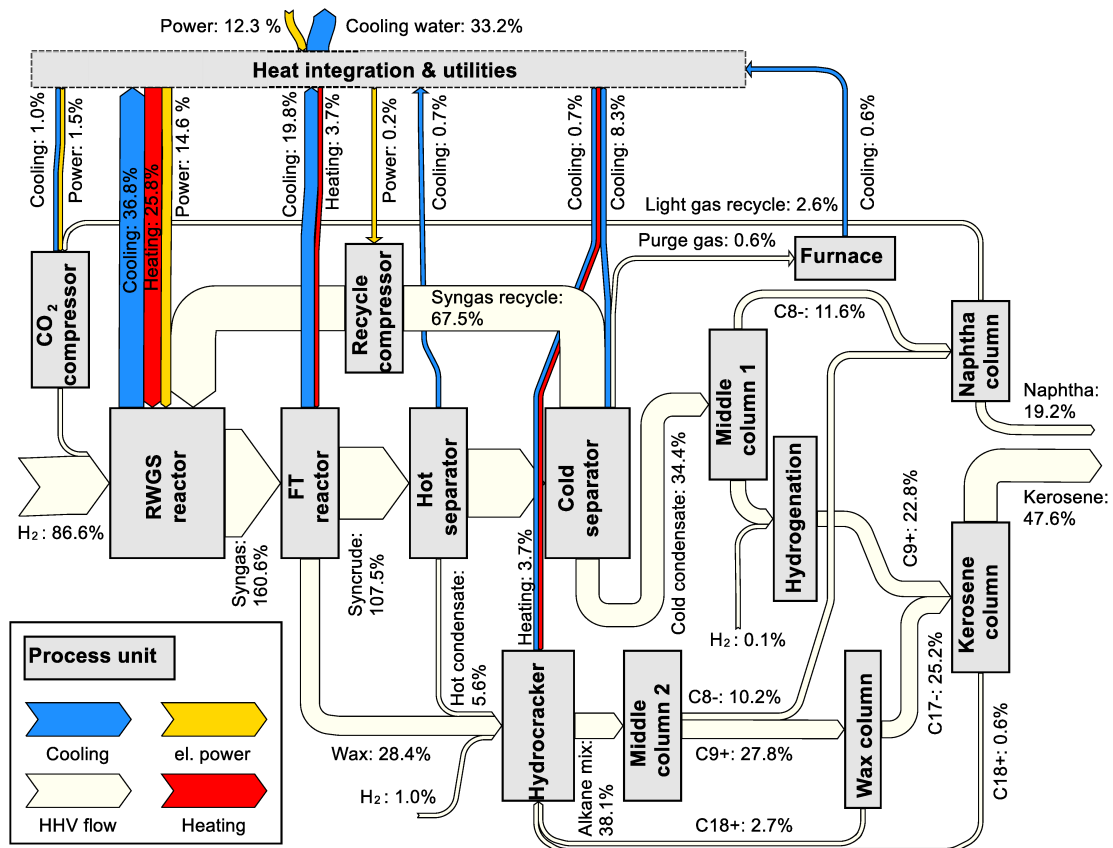 Power: 12.3 %
Cooling water: 33.2%
Heat integration & utilities
Cooling: 1.0%
Power: 1.5%
Cooling: 36.8%
Heating: 25.8%
Power: 14.6 %
Cooling: 19.8%
Heating: 3.7%
Power: 0.2%
Cooling: 0.7%
Cooling: 0.7%
Cooling: 8.3%
Cooling: 0.6%
Light gas recycle: 2.6%
Purge gas: 0.6%
Furnace
CO₂
compressor
Recycle
compressor
Syngas recycle:
67.5%
C8-: 11.6%
Middle
column 1
Naphtha
column
Naphtha:
19.2%
H₂: 86.6%
RWGS
reactor
Syngas:
160.6%
FT
reactor
Syncrude:
107.5%
Hot
separator
Hot condensate:
5.6%
Heating: 3.7%
Cold
separator
Cold condensate: 34.4%
Hydrogenation
H₂: 0.1%
C9+: 22.8%
Kerosene:
47.6%
Kerosene
column
C17-: 25.2%
C18+: 0.6%
Wax: 28.4%
H₂: 1.0%
Hydrocracker
Alkane mix:
38.1%
Middle
column 2
C8-: 10.2%
C9+: 27.8%
Wax column
C18+: 2.7%
Process unit
Cooling
el. power
HHV flow
Heating